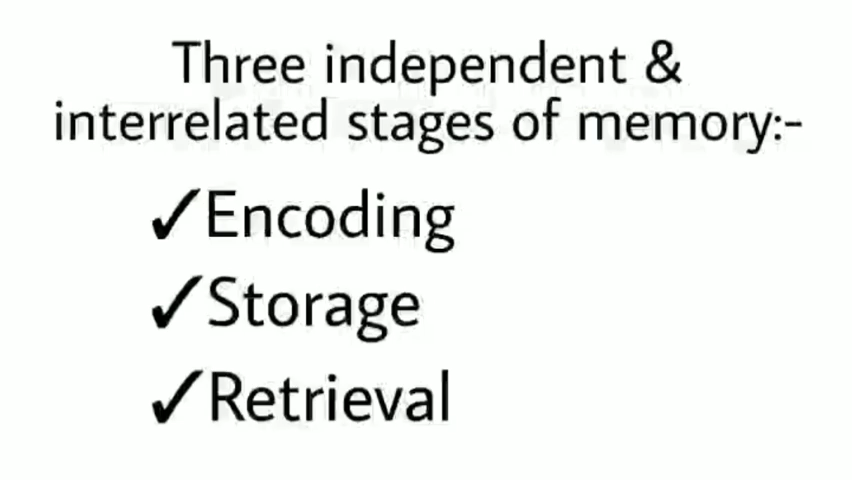 Three independent &
interrelated stages of memory:-
✓Encoding
✓Storage
✓Retrieval